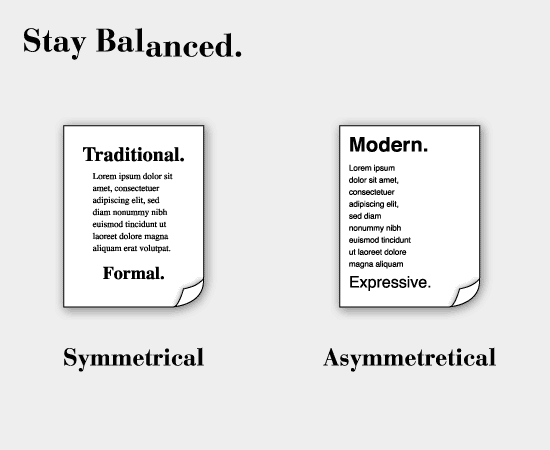 Stay Balanced.
Traditional.
Lorem ipsum dolor sit
amet, consectetuer
adipiscing elit, sed
diam nonummy nibh
euismod tincidunt ut
laoreet dolore magna
aliquam erat volutpat.
Formal.
Symmetrical
Modern.
Lorem ipsum
dolor sit amet,
consectetuer
adipiscing elit,
sed diam
nonummy nibh
euismod tincidunt
ut laoreet dolore
magna aliquam
Expressive.
Asymmetretical